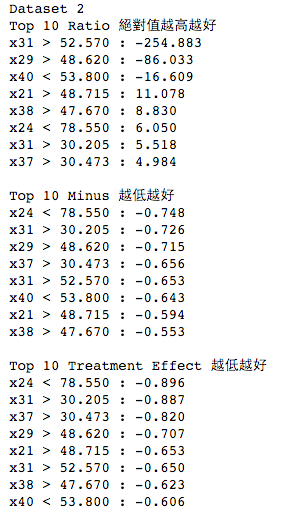 Dataset 2
Top 10 Ratio 絕對值越高越好
x31 > 52.570 : -254.883
x29 > 48.620 : -86.033
x40 < 53.800 : -16.609
x21 > 48.715 : 11.078
x38 > 47.670 : 8.830
x24 < 78.550 : 6.050
x31 > 30.205 : 5.518
x37 > 30.473 : 4.984
Top 10 Minus 越低越好
x24 < 78.550 : -0.748
x31 > 30.205 : -0.726
x29 > 48.620 : -0.715
x37 > 30.473 : -0.656
x31 > 52.570 : -0.653
x40 < 53.800 : -0.643
x21 > 48.715 : -0.594
x38 > 47.670 : -0.553
Top 10 Treatment Effect 越低越好
x24 < 78.550 : -0.896
x31 > 30.205 : -0.887
x37 > 30.473 : -0.820
x29 > 48.620 : -0.707
x21 > 48.715 : -0.653
x31 > 52.570 : -0.650
x38 > 47.670 : -0.623
x40 < 53.800 : -0.606